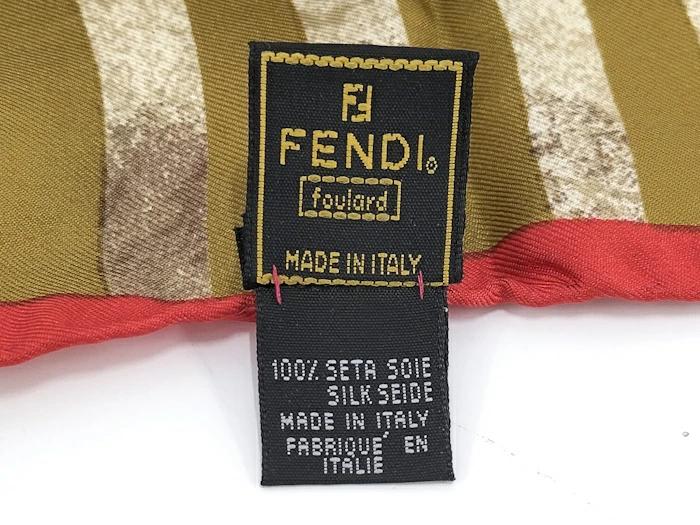 FF
FENDI®
foulard
MADE IN ITALY
100% SETA SOIE
SILK SEIDE
MADE IN ITALY
FABRIQUÉ EN
ITALIE